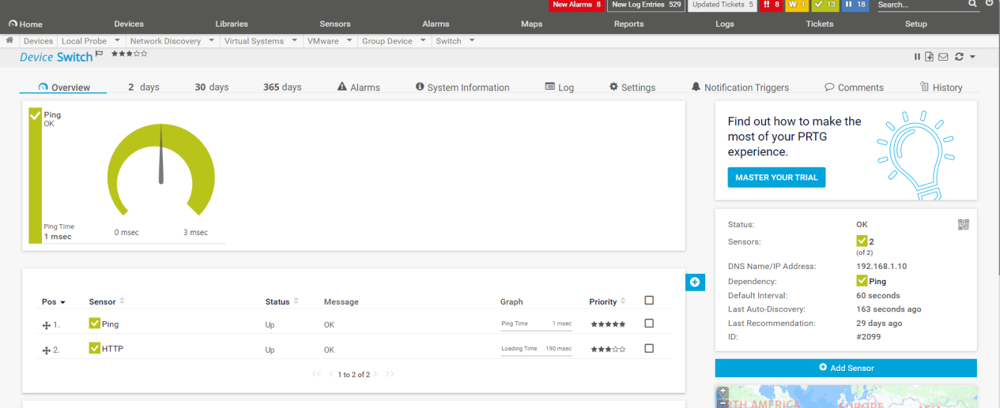 New Alarms 8 New Log Entries 529 Updated Tickets 5 8 W 1 13 18 Search...
Home Devices Libraries Sensors Alarms Maps Reports Logs Tickets Setup
Devices Local Probe Network Discovery Virtual Systems VMware Group Device Switch
Device Switch
Overview 2 days 30 days 365 days Alarms System Information Log Settings Notification Triggers Comments History
Ping
OK
Ping Time
1 msec
0 msec 3 msec
Find out how to make the
most of your PRTG
experience.
MASTER YOUR TRIAL
Status: OK
Sensors: 2
(of 2)
DNS Name/IP Address: 192.168.1.10
Dependency: Ping
Default Interval: 60 seconds
Last Auto-Discovery: 163 seconds ago
Last Recommendation: 29 days ago
ID: #2099
Pos Sensor Status Message Graph Priority
1. Ping Up OK Ping Time 1 msec
2. HTTP Up OK Loading Time 190 msec
<< < 1 to 2 of 2 > >>
Add Sensor
+
−
RTH AMERICA EUROPE ASIA